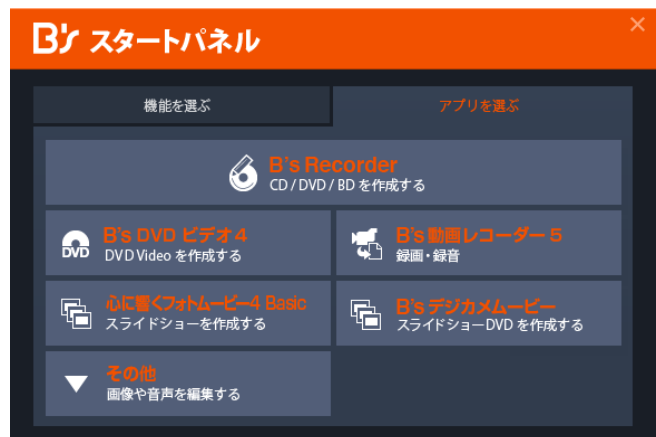 B's スタートパネル
機能を選ぶ
アプリを選ぶ
B's Recorder
CD / DVD / BD を作成する
B's DVD ビデオ 4
DVD Video を作成する
B's 動画レコーダー 5
録画・録音
心に響くフォトムービー4 Basic
スライドショーを作成する
B's デジカメムービー
スライドショー DVD を作成する
その他
画像や音声を編集する
DVD